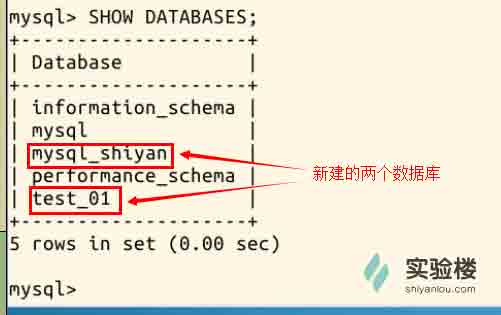 mysql> SHOW DATABASES;
+--------------------+
| Database           |
+--------------------+
| information_schema |
| mysql              |
| mysql_shiyan       |
| performance_schema |
| test_01            |
+--------------------+
5 rows in set (0.00 sec)
mysql>
新建的两个数据库
实验楼
shiyanlou.com